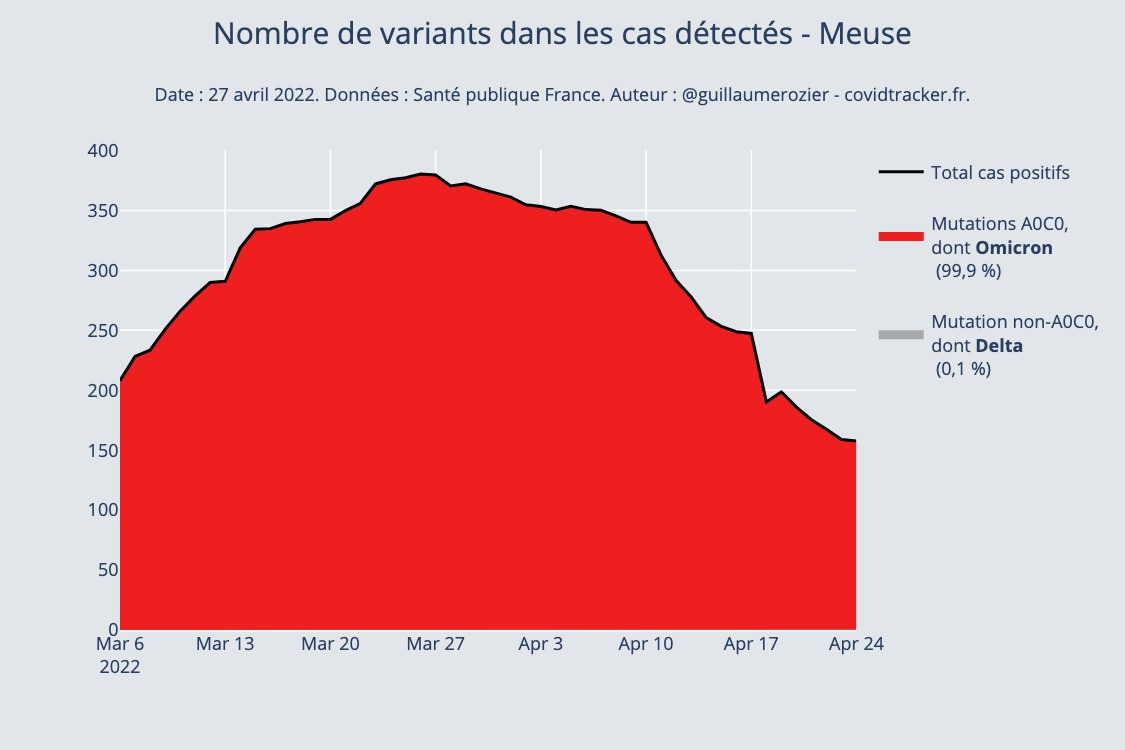 Nombre de variants dans les cas détectés - Meuse
Date : 27 avril 2022. Données : Santé publique France. Auteur : @guillaumerozier - covidtracker.fr.
400
350
300
250
200
150
100
50
0
Mar 6
2022
Mar 13
Mar 20
Mar 27
Apr 3
Apr 10
Apr 17
Apr 24
Total cas positifs
Mutations A0C0,
dont Omicron
(99,9 %)
Mutation non-A0C0,
dont Delta
(0,1 %)